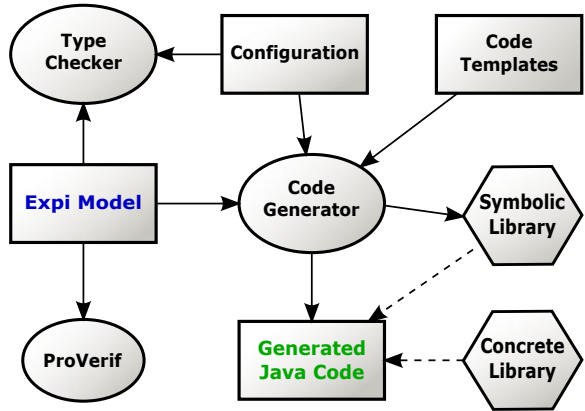 Type
Checker
Configuration
Code
Templates
Expi Model
Code
Generator
Symbolic
Library
ProVerif
Generated
Java Code
Concrete
Library